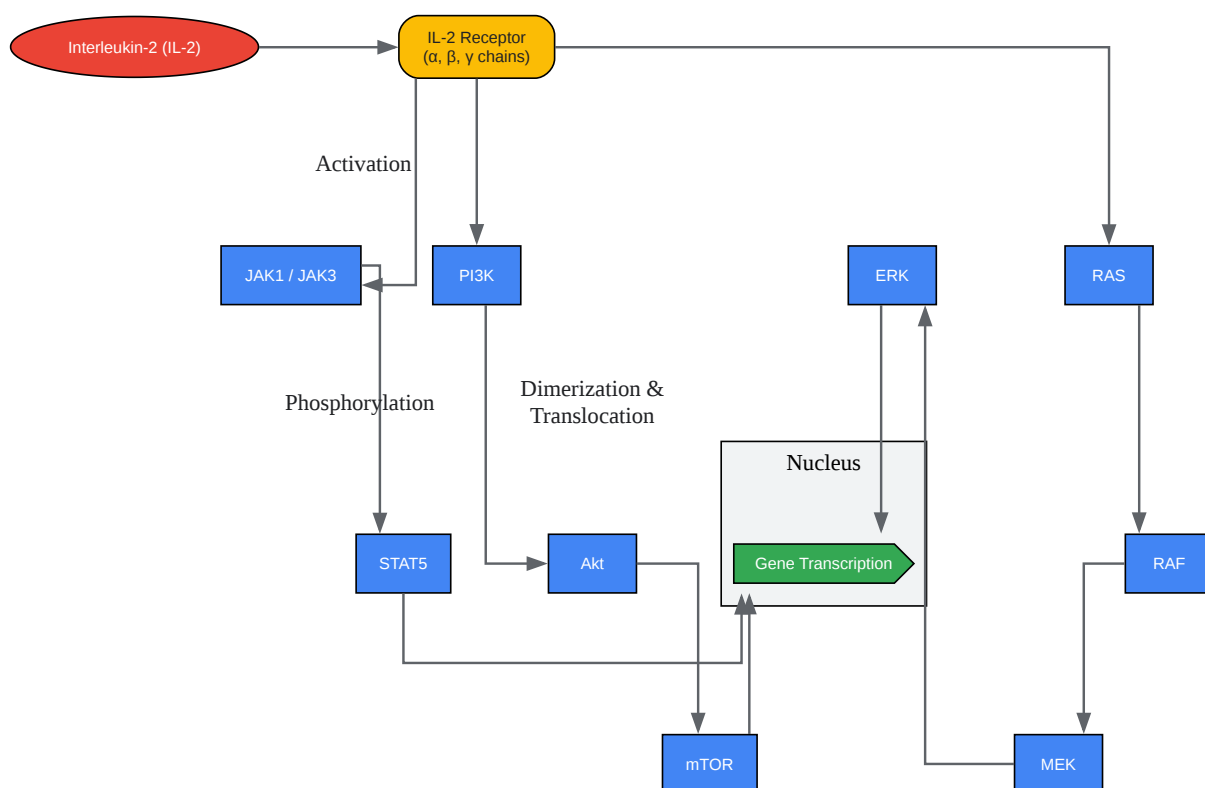 Interleukin-2 (IL-2)
IL-2 Receptor
(α, β, γ chains)
Activation
JAK1 / JAK3
PI3K
ERK
RAS
Phosphorylation
Dimerization &
Translocation
Nucleus
STAT5
Akt
Gene Transcription
RAF
mTOR
MEK